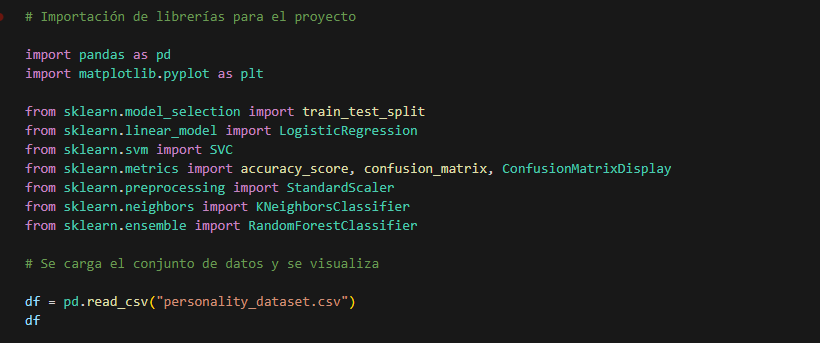 # Importación de librerías para el proyecto
import pandas as pd
import matplotlib.pyplot as plt
from sklearn.model_selection import train_test_split
from sklearn.linear_model import LogisticRegression
from sklearn.svm import SVC
from sklearn.metrics import accuracy_score, confusion_matrix, ConfusionMatrixDisplay
from sklearn.preprocessing import StandardScaler
from sklearn.neighbors import KNeighborsClassifier
from sklearn.ensemble import RandomForestClassifier
# Se carga el conjunto de datos y se visualiza
df = pd.read_csv("personality_dataset.csv")
df